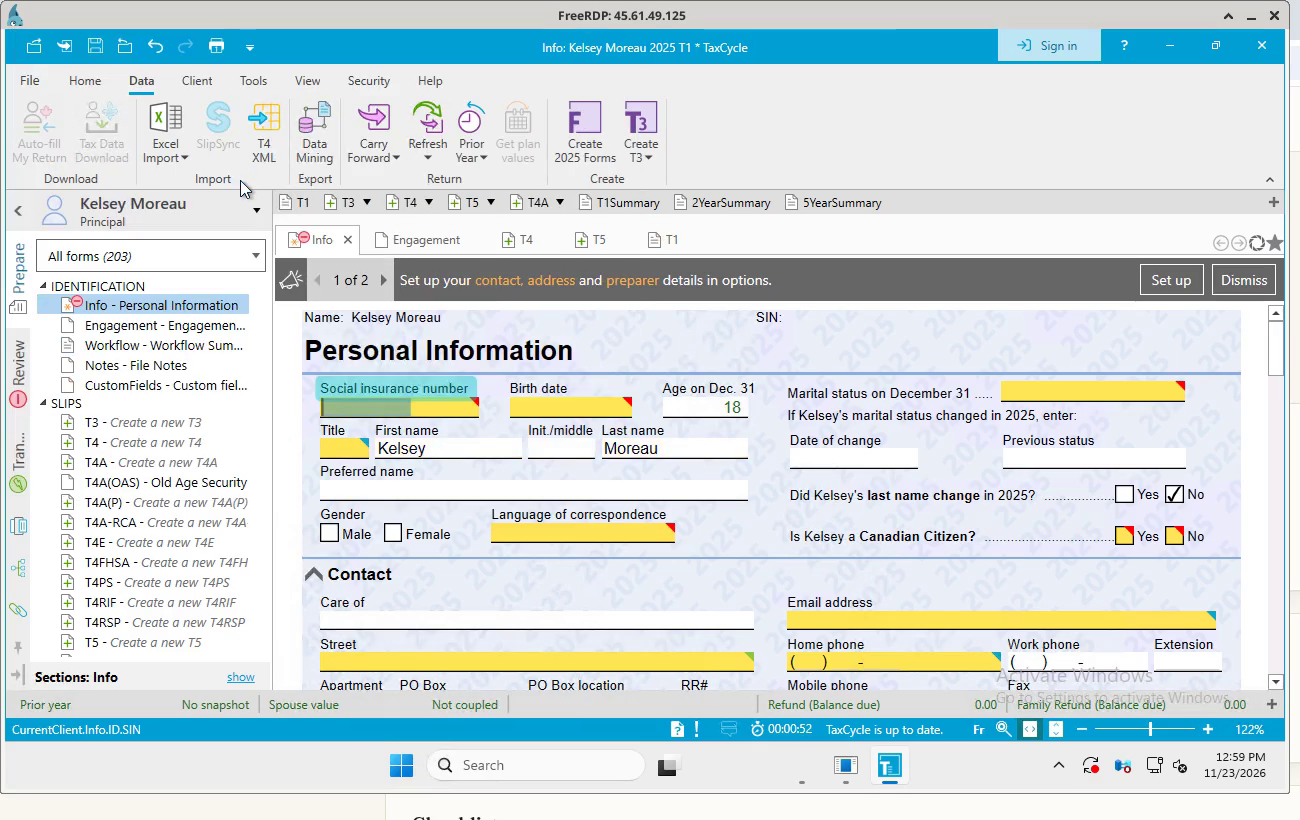 FreeRDP: 45.61.49.125
Info: Kelsey Moreau 2025 T1 * TaxCycle
Sign in
?
File Home Data Client Tools View Security Help
Auto-fill My Return
Tax Data Download
Excel Import
SlipSync
T4 XML
Data Mining
Carry Forward
Refresh
Prior Year
Get plan values
Create 2025 Forms
Create T3
Download Import Export Return Create
Kelsey Moreau
Principal
T1 T3 T4 T5 T4A T1Summary 2YearSummary 5YearSummary
Info Engagement T4 T5 T1
Prepare
Review
Tran...
All forms (203)
IDENTIFICATION
Info - Personal Information
Engagement - Engagemen...
Workflow - Workflow Sum...
Notes - File Notes
CustomFields - Custom fiel...
SLIPS
T3 - Create a new T3
T4 - Create a new T4
T4A - Create a new T4A
T4A(OAS) - Old Age Security
T4A(P) - Create a new T4A(P)
T4A-RCA - Create a new T4A
T4E - Create a new T4E
T4FHSA - Create a new T4FH
T4PS - Create a new T4PS
T4RIF - Create a new T4RIF
T4RSP - Create a new T4RSP
T5 - Create a new T5
Sections: Info show
1 of 2 Set up your contact, address and preparer details in options. Set up Dismiss
Name: Kelsey Moreau SIN:
Personal Information
Social insurance number Birth date Age on Dec. 31
18
Title First name Init./middle Last name
Kelsey Moreau
Preferred name
Gender Language of correspondence
Male Female
Marital status on December 31 .....
If Kelsey's marital status changed in 2025, enter:
Date of change Previous status
Did Kelsey's last name change in 2025? Yes No
Is Kelsey a Canadian Citizen? Yes No
Contact
Care of Email address
Street Home phone Work phone Extension
( ) - ( ) -
Apartment PO Box PO Box location RR# Mobile phone Fax
Activate Windows
Go to Settings to activate Windows.
Prior year No snapshot Spouse value Not coupled Refund (Balance due) 0.00 Family Refund (Balance due) 0.00
CurrentClient.Info.ID.SIN 00:00:52 TaxCycle is up to date. Fr 122%
Search
12:59 PM
11/23/2026